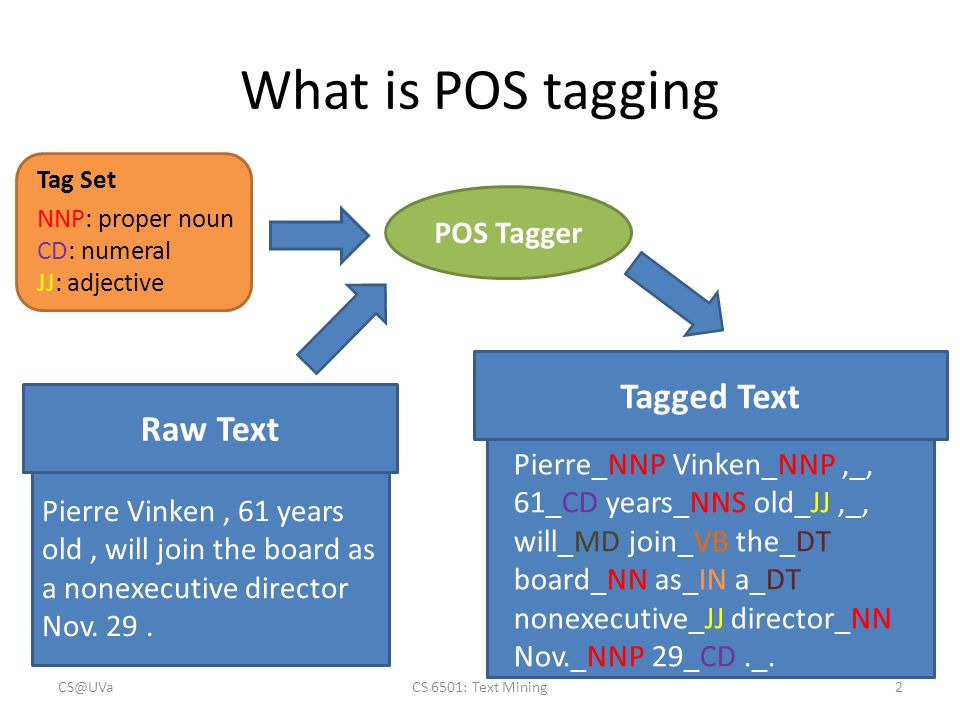 What is POS tagging
Tag Set
NNP: proper noun
CD: numeral
JJ: adjective
POS Tagger
Raw Text
Pierre Vinken , 61 years
old , will join the board as
a nonexecutive director
Nov. 29 .
Tagged Text
Pierre_NNP Vinken_NNP ,_,
61_CD years_NNS old_JJ ,_,
will_MD join_VB the_DT
board_NN as_IN a_DT
nonexecutive_JJ director_NN
Nov._NNP 29_CD ._.
CS@UVa
CS 6501: Text Mining
2